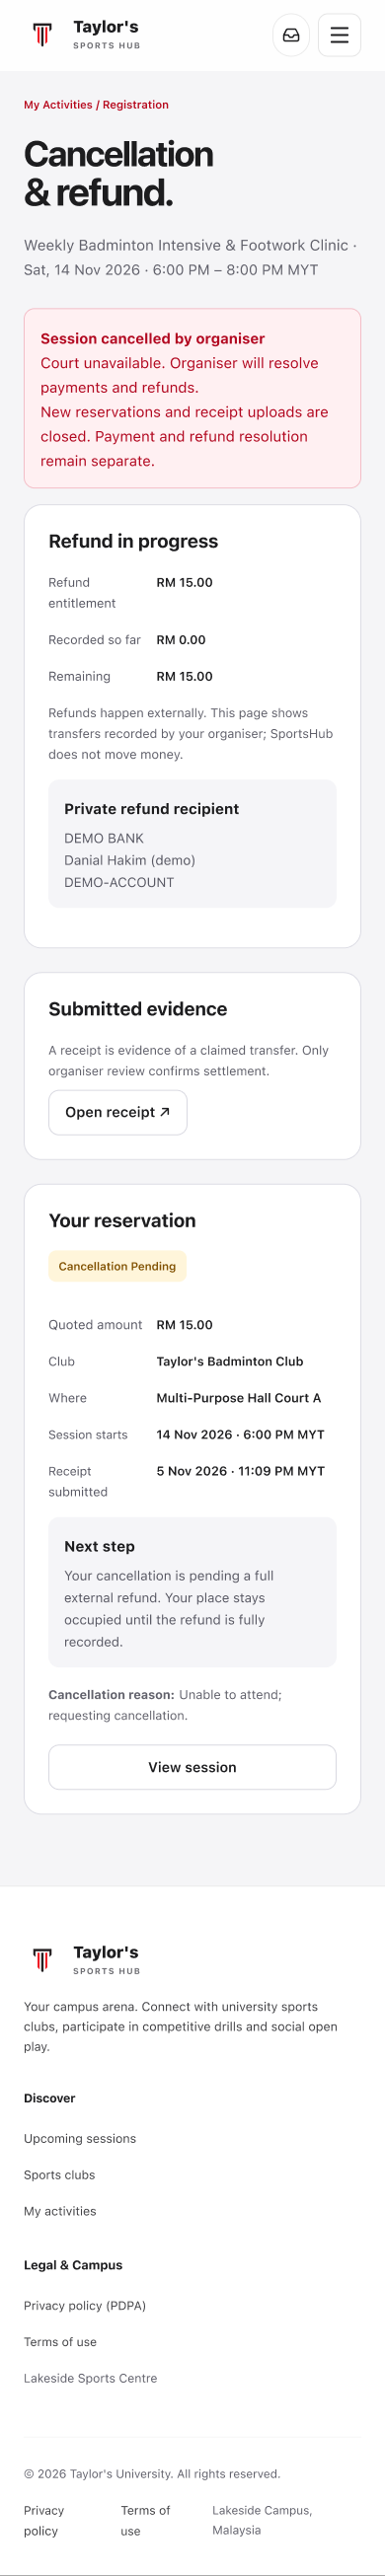 Taylor's
SPORTS HUB
My Activities / Registration
Cancellation
& refund.
Weekly Badminton Intensive & Footwork Clinic ·
Sat, 14 Nov 2026 · 6:00 PM – 8:00 PM MYT
Session cancelled by organiser
Court unavailable. Organiser will resolve
payments and refunds.
New reservations and receipt uploads are
closed. Payment and refund resolution
remain separate.
Refund in progress
Refund
entitlement
RM 15.00
Recorded so far RM 0.00
Remaining RM 15.00
Refunds happen externally. This page shows
transfers recorded by your organiser; SportsHub
does not move money.
Private refund recipient
DEMO BANK
Danial Hakim (demo)
DEMO-ACCOUNT
Submitted evidence
A receipt is evidence of a claimed transfer. Only
organiser review confirms settlement.
Open receipt ↗
Your reservation
Cancellation Pending
Quoted amount RM 15.00
Club Taylor's Badminton Club
Where Multi-Purpose Hall Court A
Session starts 14 Nov 2026 · 6:00 PM MYT
Receipt
submitted
5 Nov 2026 · 11:09 PM MYT
Next step
Your cancellation is pending a full
external refund. Your place stays
occupied until the refund is fully
recorded.
Cancellation reason: Unable to attend;
requesting cancellation.
View session
Taylor's
SPORTS HUB
Your campus arena. Connect with university sports
clubs, participate in competitive drills and social open
play.
Discover
Upcoming sessions
Sports clubs
My activities
Legal & Campus
Privacy policy (PDPA)
Terms of use
Lakeside Sports Centre
© 2026 Taylor's University. All rights reserved.
Privacy
policy
Terms of
use
Lakeside Campus,
Malaysia